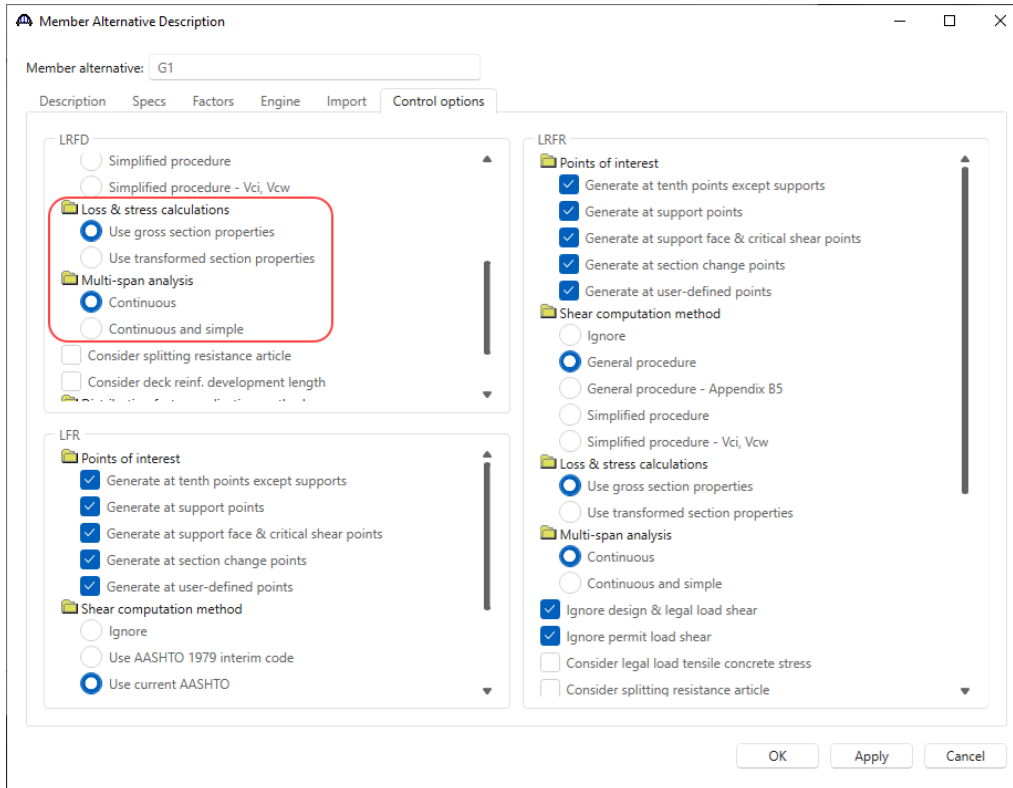 Member Alternative Description
Member alternative: G1
Description Specs Factors Engine Import Control options
LRFD
Simplified procedure
Simplified procedure - Vci, Vcw
Loss & stress calculations
Use gross section properties
Use transformed section properties
Multi-span analysis
Continuous
Continuous and simple
Consider splitting resistance article
Consider deck reinf. development length
LFR
Points of interest
Generate at tenth points except supports
Generate at support points
Generate at support face & critical shear points
Generate at section change points
Generate at user-defined points
Shear computation method
Ignore
Use AASHTO 1979 interim code
Use current AASHTO
LRFR
Points of interest
Generate at tenth points except supports
Generate at support points
Generate at support face & critical shear points
Generate at section change points
Generate at user-defined points
Shear computation method
Ignore
General procedure
General procedure - Appendix B5
Simplified procedure
Simplified procedure - Vci, Vcw
Loss & stress calculations
Use gross section properties
Use transformed section properties
Multi-span analysis
Continuous
Continuous and simple
Ignore design & legal load shear
Ignore permit load shear
Consider legal load tensile concrete stress
Consider splitting resistance article
OK Apply Cancel